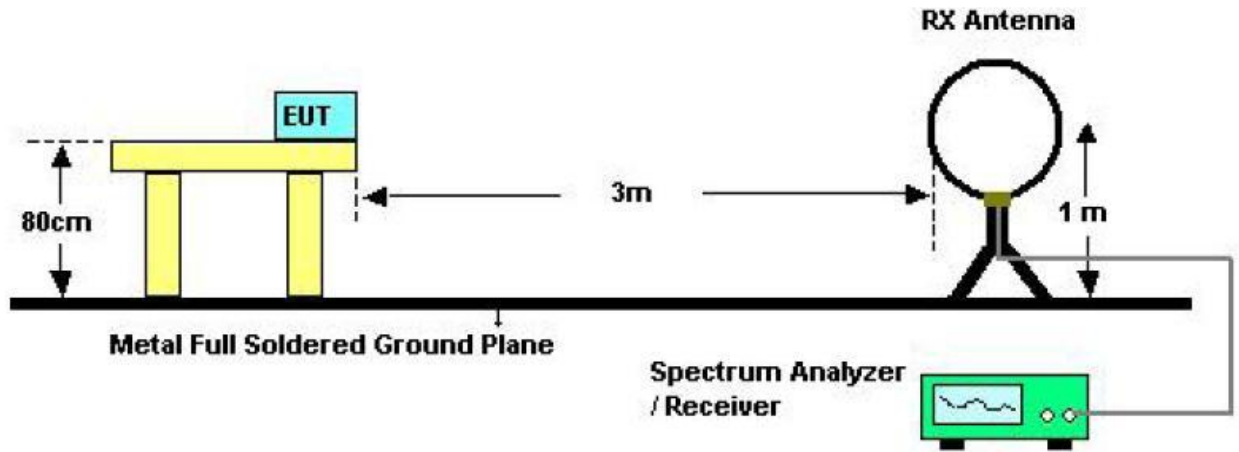 RX Antenna
EUT
80cm
3m
1 m
Metal Full Soldered Ground Plane
Spectrum Analyzer
/ Receiver